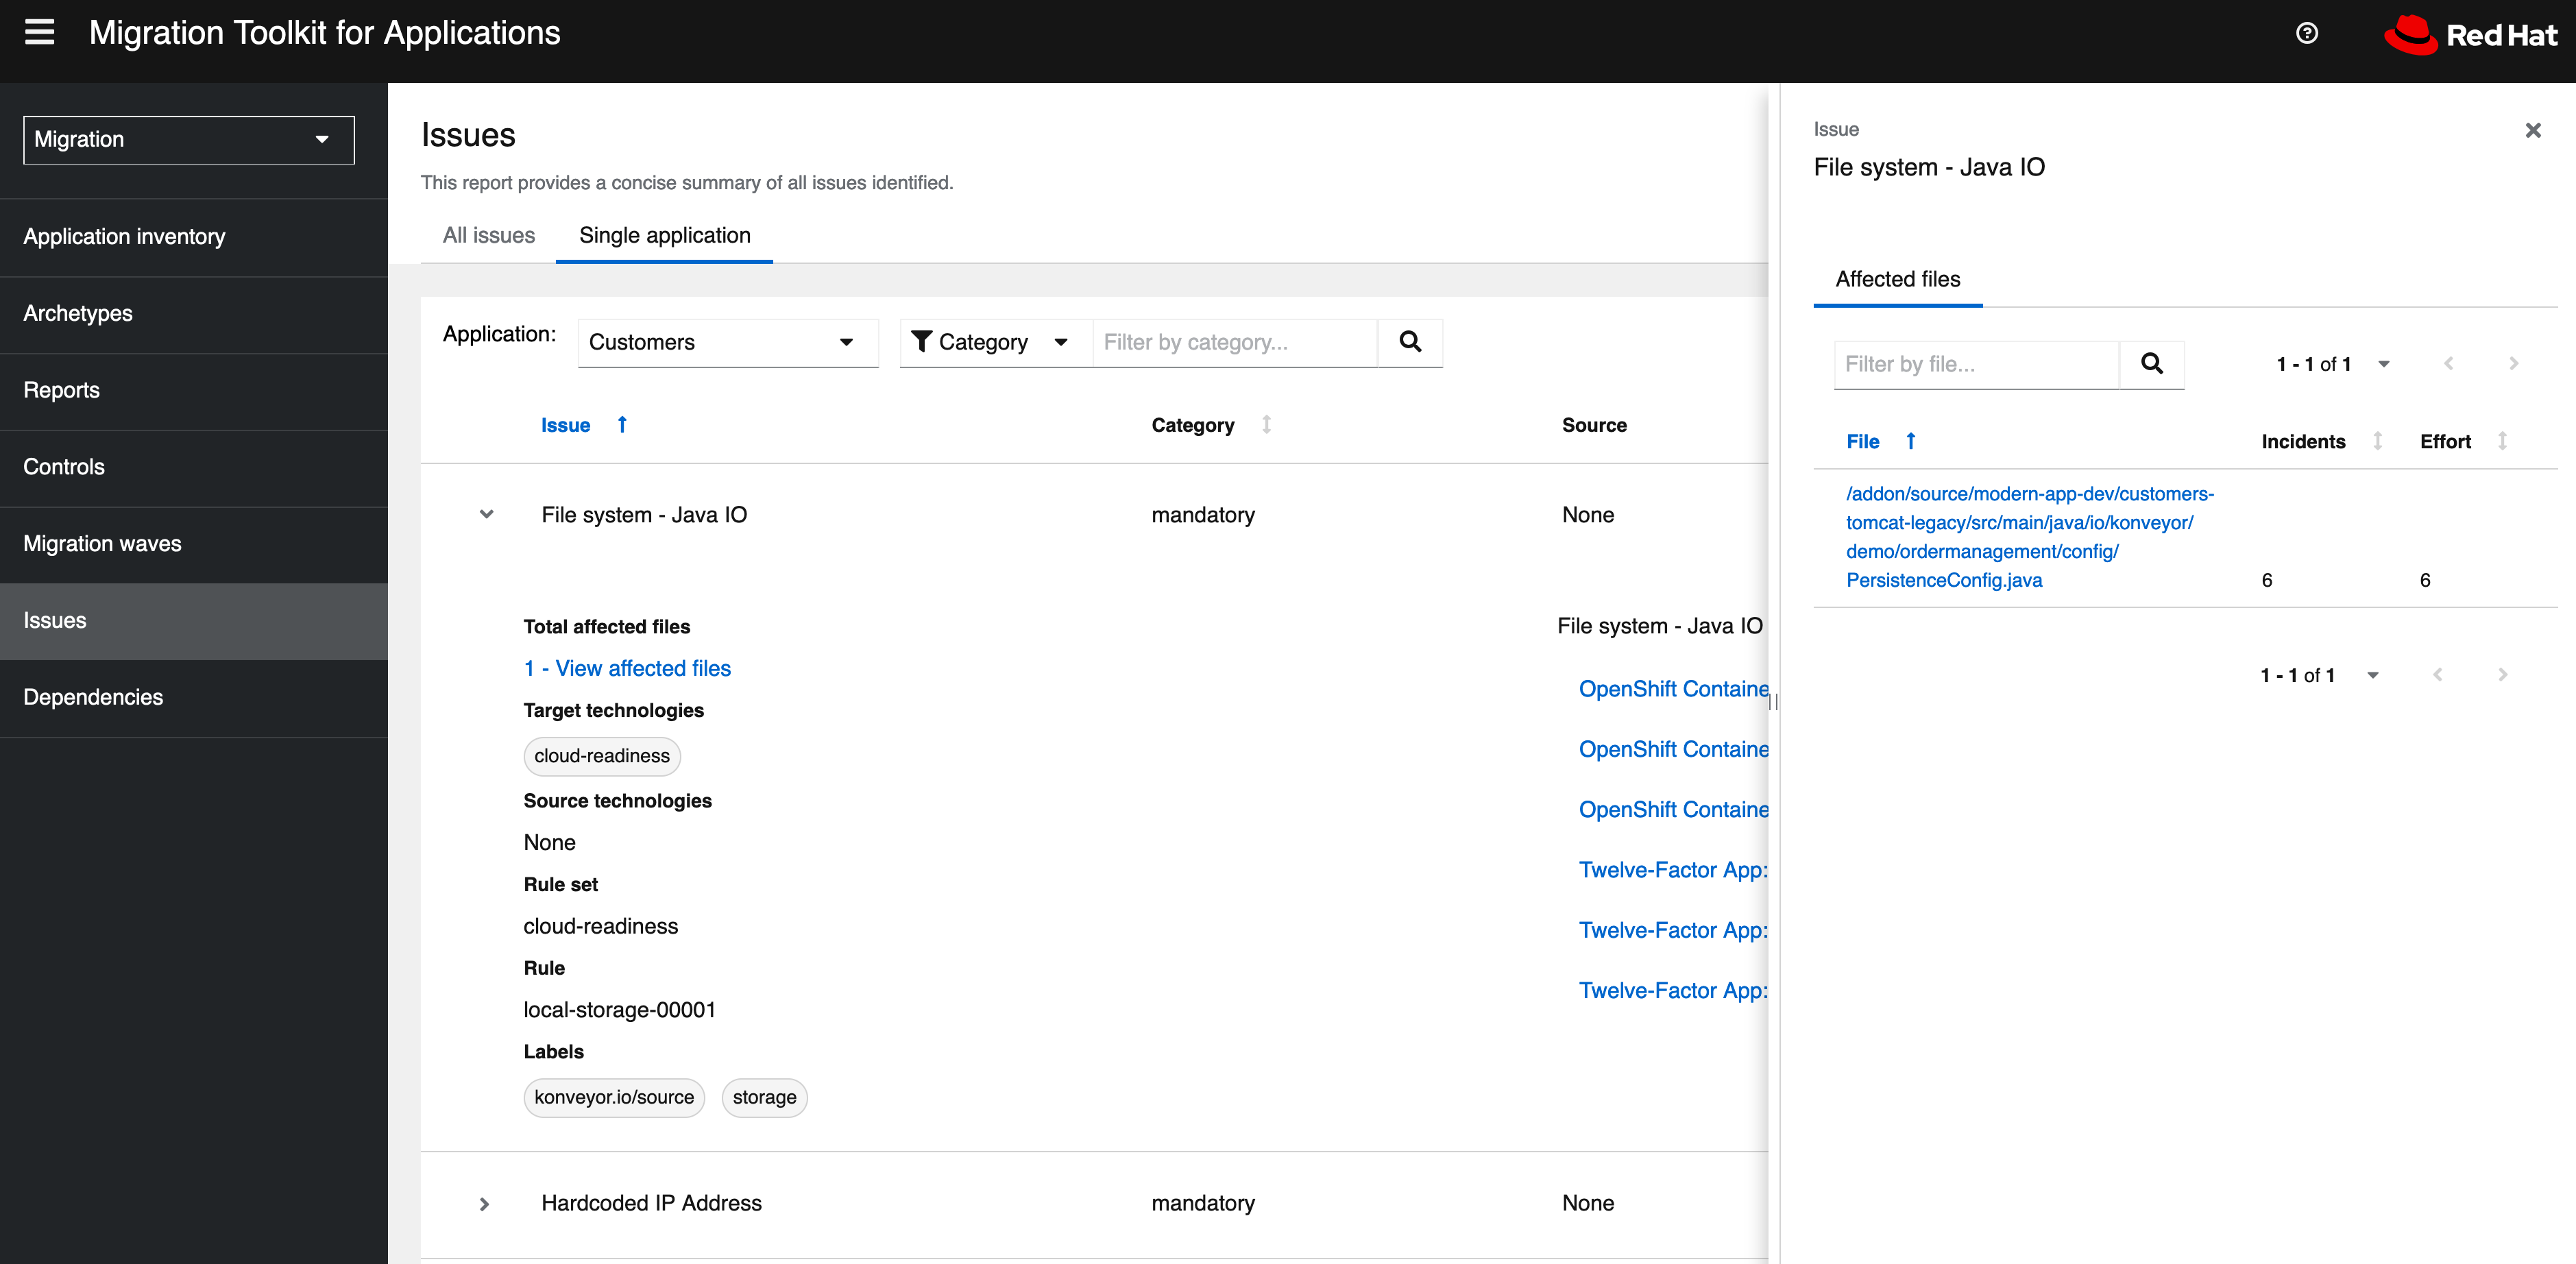 Migration Toolkit for Applications
Red Hat
Migration
Application inventory
Archetypes
Reports
Controls
Migration waves
Issues
Dependencies
Issues
This report provides a concise summary of all issues identified.
All issues Single application
Application: Customers Category Filter by category...
Issue Category Source
File system - Java IO mandatory None
Total affected files
1 - View affected files
Target technologies
cloud-readiness
Source technologies
None
Rule set
cloud-readiness
Rule
local-storage-00001
Labels
konveyor.io/source storage
File system - Java IO
OpenShift Containe
OpenShift Containe
OpenShift Containe
Twelve-Factor App:
Twelve-Factor App:
Twelve-Factor App:
Hardcoded IP Address mandatory None
Issue
File system - Java IO
Affected files
Filter by file... 1 - 1 of 1
File Incidents Effort
/addon/source/modern-app-dev/customers-
tomcat-legacy/src/main/java/io/konveyor/
demo/ordermanagement/config/
PersistenceConfig.java 6 6
1 - 1 of 1